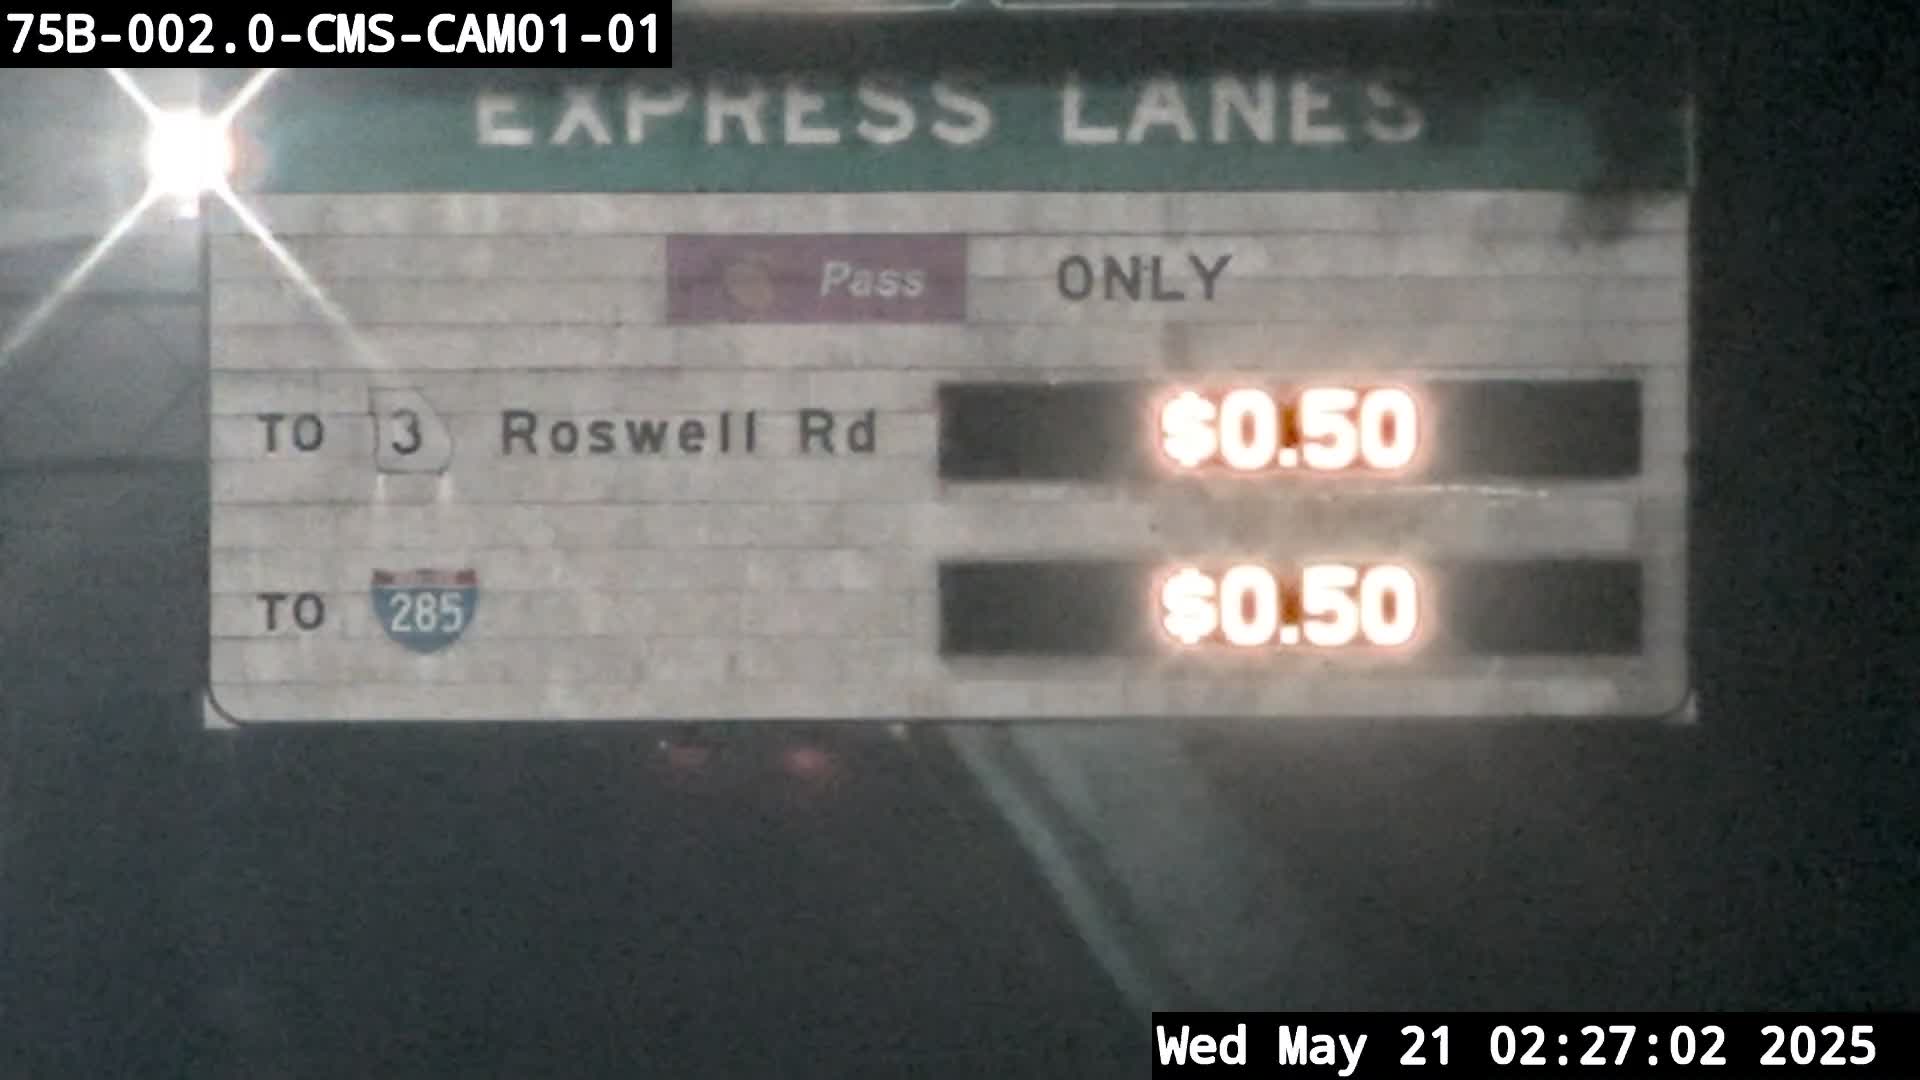 75B-002.0-CMS-CAM01-01
EXPRESS LANES
Pass ONLY
TO 3 Roswell Rd $0.50
TO 285 $0.50
Wed May 21 02:27:02 2025